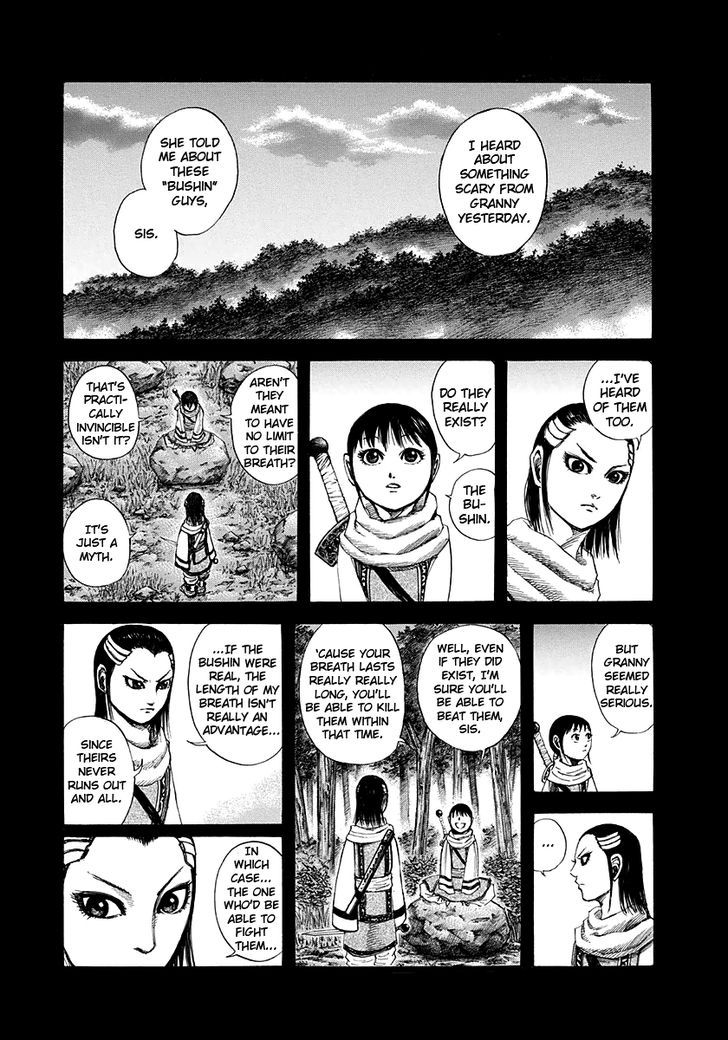 I HEARD
ABOUT
SOMETHING
SCARY FROM
GRANNY
YESTERDAY.
SHE TOLD
ME ABOUT
THESE
"BUSHIN"
GUYS,
SIS.
...I'VE
HEARD
OF THEM
TOO.
DO THEY
REALLY
EXIST?
THE
BU-
SHIN.
AREN'T
THEY
MEANT
TO HAVE
NO LIMIT
TO THEIR
BREATH?
THAT'S
PRACTI-
CALLY
INVINCIBLE
ISN'T IT?
IT'S
JUST A
MYTH.
BUT
GRANNY
SEEMED
REALLY
SERIOUS.
...
WELL, EVEN
IF THEY DID
EXIST, I'M
SURE YOU'LL
BE ABLE TO
BEAT THEM,
SIS.
'CAUSE YOUR
BREATH LASTS
REALLY REALLY
LONG, YOU'LL
BE ABLE TO KILL
THEM WITHIN
THAT TIME.
...IF THE
BUSHIN WERE
REAL, THE
LENGTH OF MY
BREATH ISN'T
REALLY AN
ADVANTAGE...
SINCE
THEIRS
NEVER
RUNS OUT
AND ALL.
IN
WHICH
CASE...
...THE ONE
WHO'D BE
ABLE TO
FIGHT
THEM...